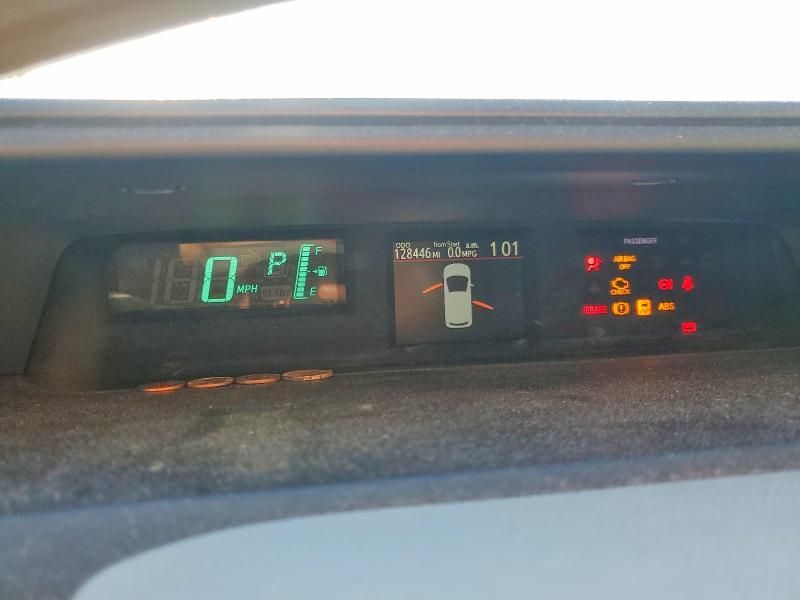 0 MPH
P
F
E
READY
ODO
from Start
a.m.
128446 MI
0.0 MPG
1 01
PASSENGER
AIRBAG
OFF
CHECK
BRAKE
ABS